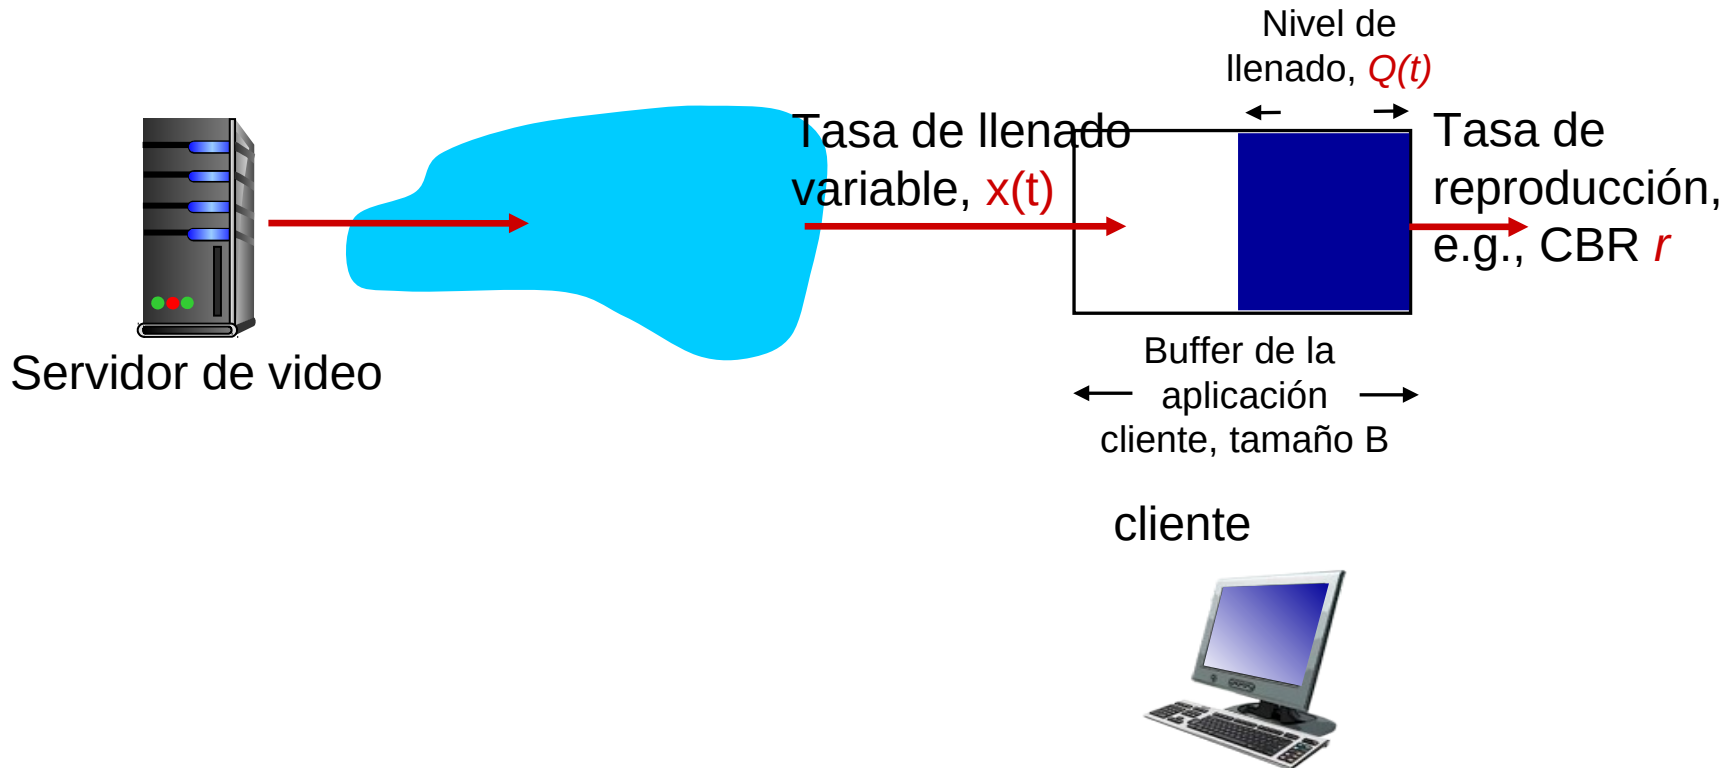 Nivel de
llenado, Q(t)
Tasa de llenado
variable, x(t)
Tasa de
reproducción,
e.g., CBR r
Servidor de video
Buffer de la
aplicación
cliente, tamaño B
cliente